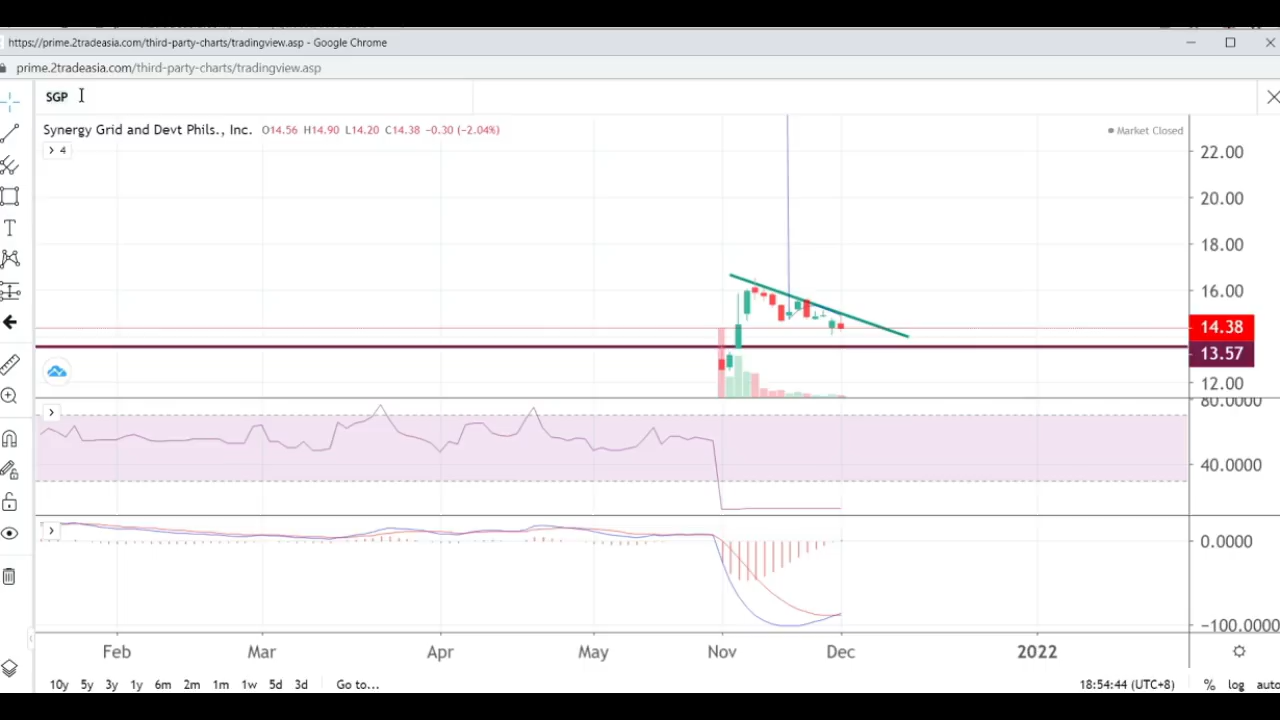 https://prime.2tradeasia.com/third-party-charts/tradingview.asp - Google Chrome
prime.2tradeasia.com/third-party-charts/tradingview.asp
SGP
Synergy Grid and Devt Phils., Inc. O14.56 H14.90 L14.20 C14.38 -0.30 (-2.04%)
Market Closed
4
22.00
20.00
18.00
16.00
14.38
13.57
12.00
80.0000
40.0000
0.0000
-100.0000
Feb Mar Apr May Nov Dec 2022
10y 5y 3y 1y 6m 2m 1m 1w 5d 3d Go to... 18:54:44 (UTC+8) % log auto